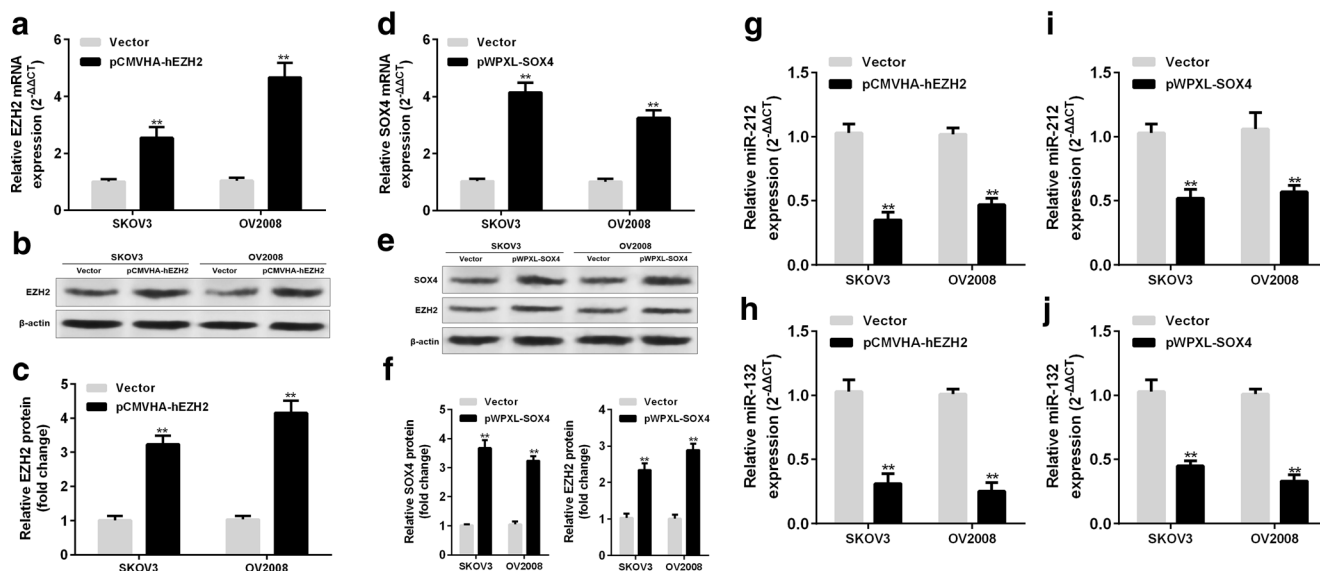 a
Vector
pCMVHA-hEZH2
Relative EZH2 mRNA
expression (2-ΔΔCT)
6
4
2
0
**
**
SKOV3
OV2008
b
SKOV3
OV2008
Vector
pCMVHA-hEZH2
Vector
pCMVHA-hEZH2
EZH2
β-actin
c
Vector
pCMVHA-hEZH2
Relative EZH2 protein
(fold change)
5
4
3
2
1
0
**
**
SKOV3
OV2008
d
Vector
pWPXL-SOX4
Relative SOX4 mRNA
expression (2-ΔΔCT)
6
4
2
0
**
**
SKOV3
OV2008
e
SKOV3
OV2008
Vector
pWPXL-SOX4
Vector
pWPXL-SOX4
SOX4
EZH2
β-actin
f
Vector
pWPXL-SOX4
Relative SOX4 protein
(fold change)
5
4
3
2
1
0
**
**
SKOV3
OV2008
Vector
pWPXL-SOX4
Relative EZH2 protein
(fold change)
4
3
2
1
0
**
**
SKOV3
OV2008
g
Vector
pCMVHA-hEZH2
Relative miR-212
expression (2-ΔΔCT)
1.5
1.0
0.5
0.0
**
**
SKOV3
OV2008
h
Vector
pCMVHA-hEZH2
Relative miR-132
expression (2-ΔΔCT)
1.5
1.0
0.5
0.0
**
**
SKOV3
OV2008
i
Vector
pWPXL-SOX4
Relative miR-212
expression (2-ΔΔCT)
1.5
1.0
0.5
0.0
**
**
SKOV3
OV2008
j
Vector
pWPXL-SOX4
Relative miR-132
expression (2-ΔΔCT)
1.5
1.0
0.5
0.0
**
**
SKOV3
OV2008